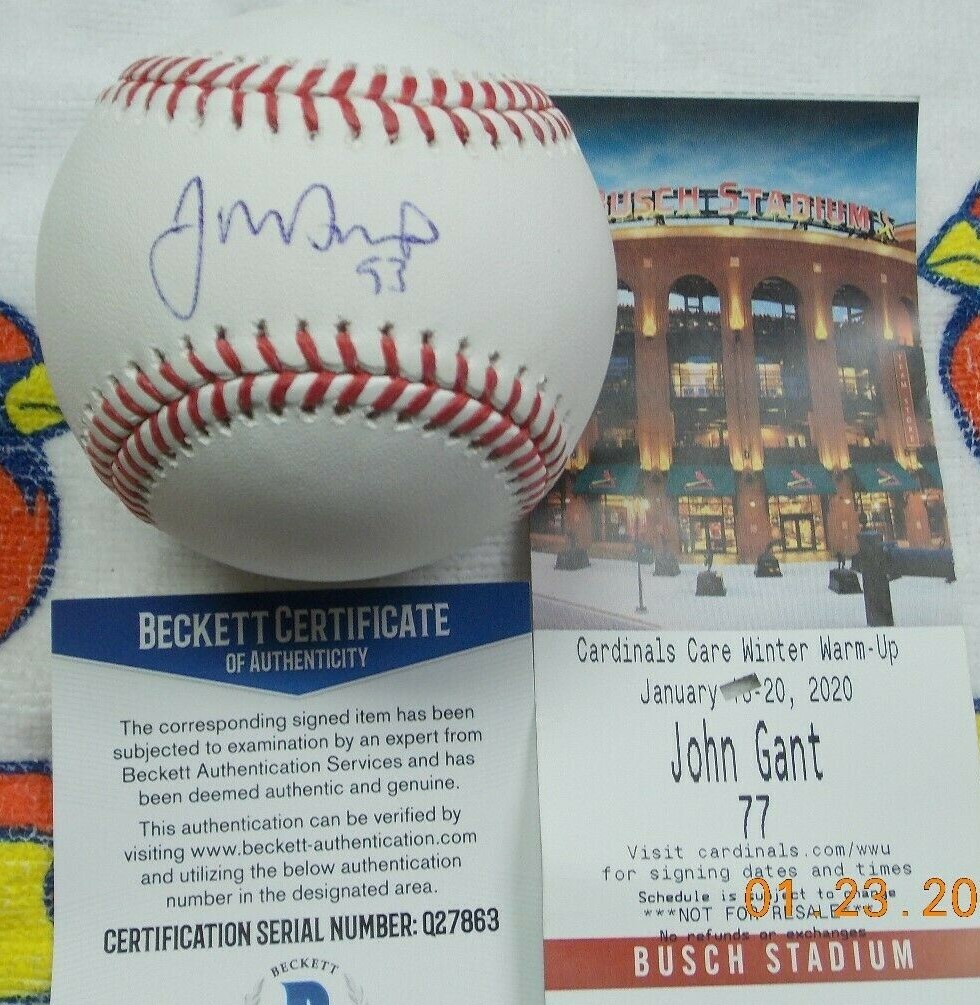 John Gant
53
BUSCH STADIUM
BECKETT CERTIFICATE
OF AUTHENTICITY
The corresponding signed item has been
subjected to examination by an expert from
Beckett Authentication Services and has
been deemed authentic and genuine.
This authentication can be verified by
visiting www.beckett-authentication.com
and utilizing the below authentication
number in the designated area.
CERTIFICATION SERIAL NUMBER: Q27863
BECKETT
B
Cardinals Care Winter Warm-Up
January -20, 2020
John Gant
77
Visit cardinals.com/wwu
for signing dates and times
Schedule is subject to change
***NOT FOR RESALE***
No refunds or exchanges
01.23.20
BUSCH STADIUM